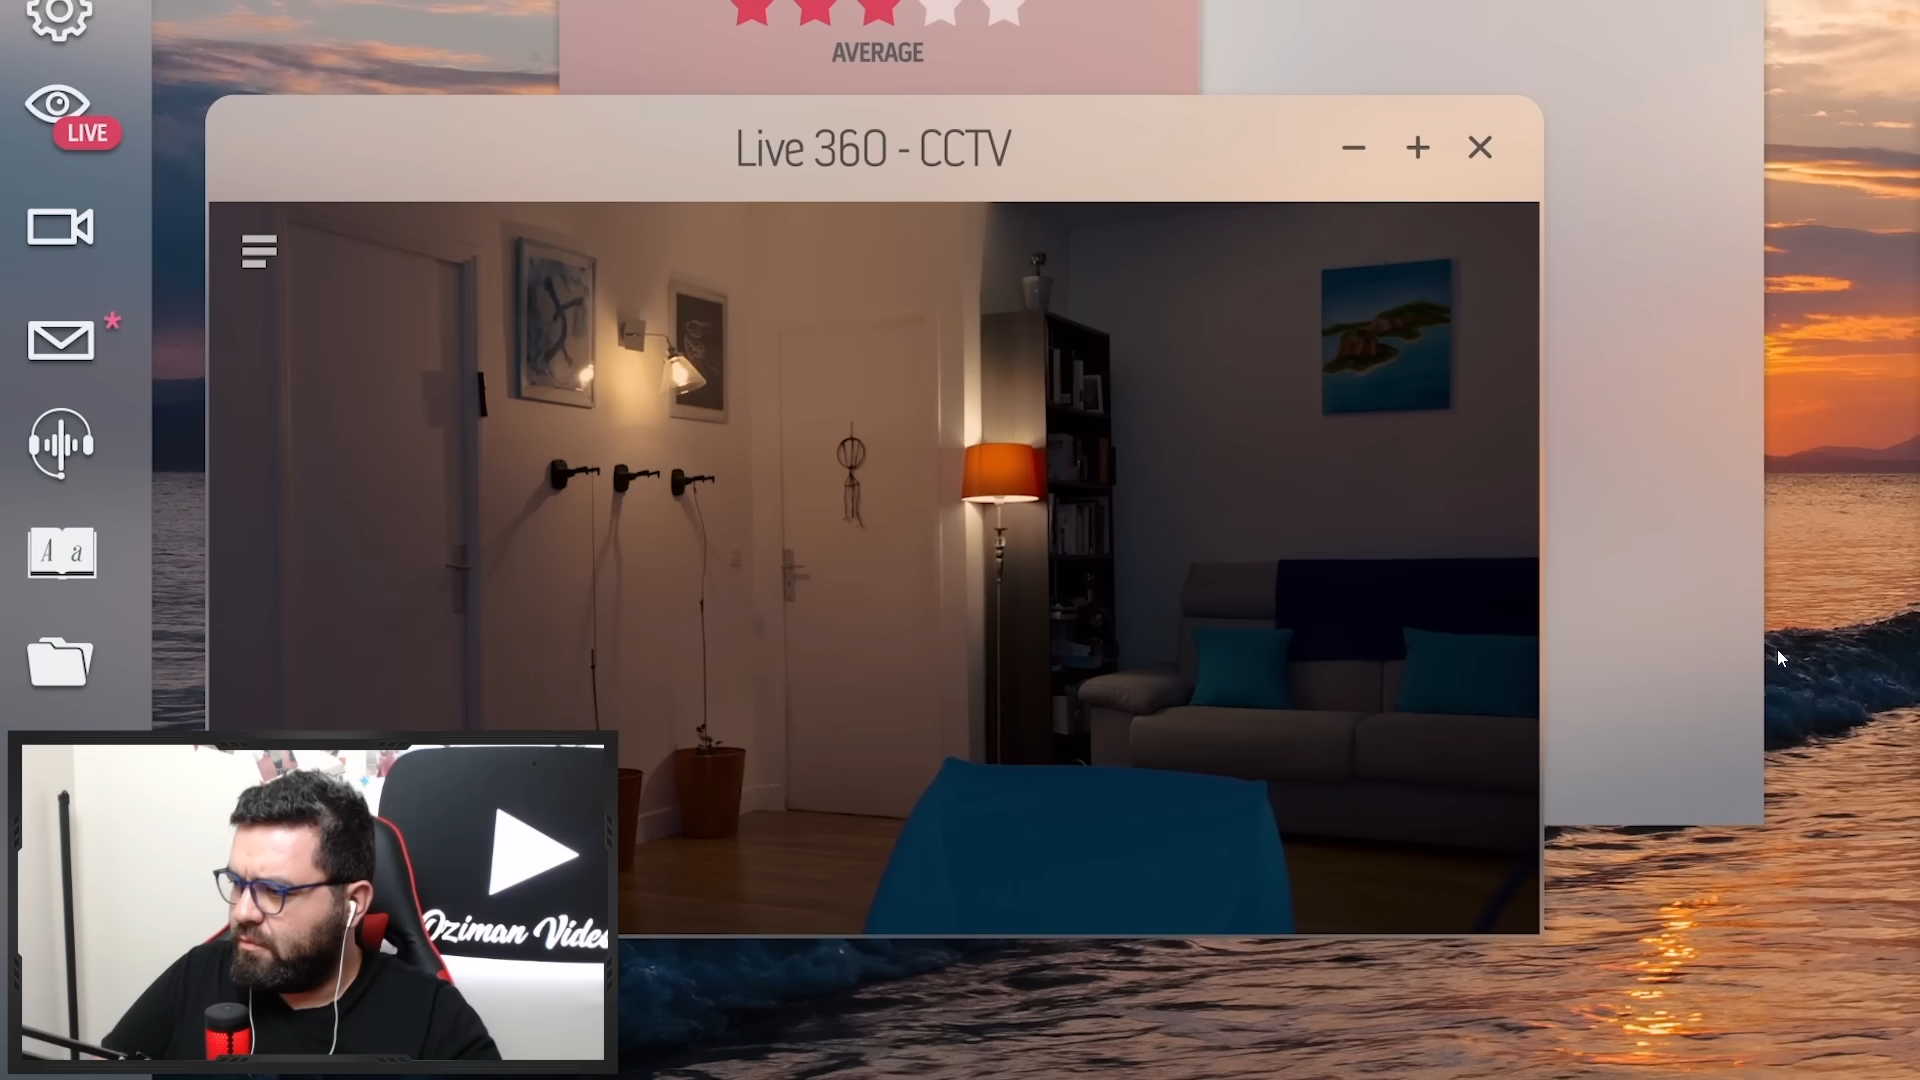 AVERAGE
LIVE
Live 360 - CCTV
A a
Oziman Video